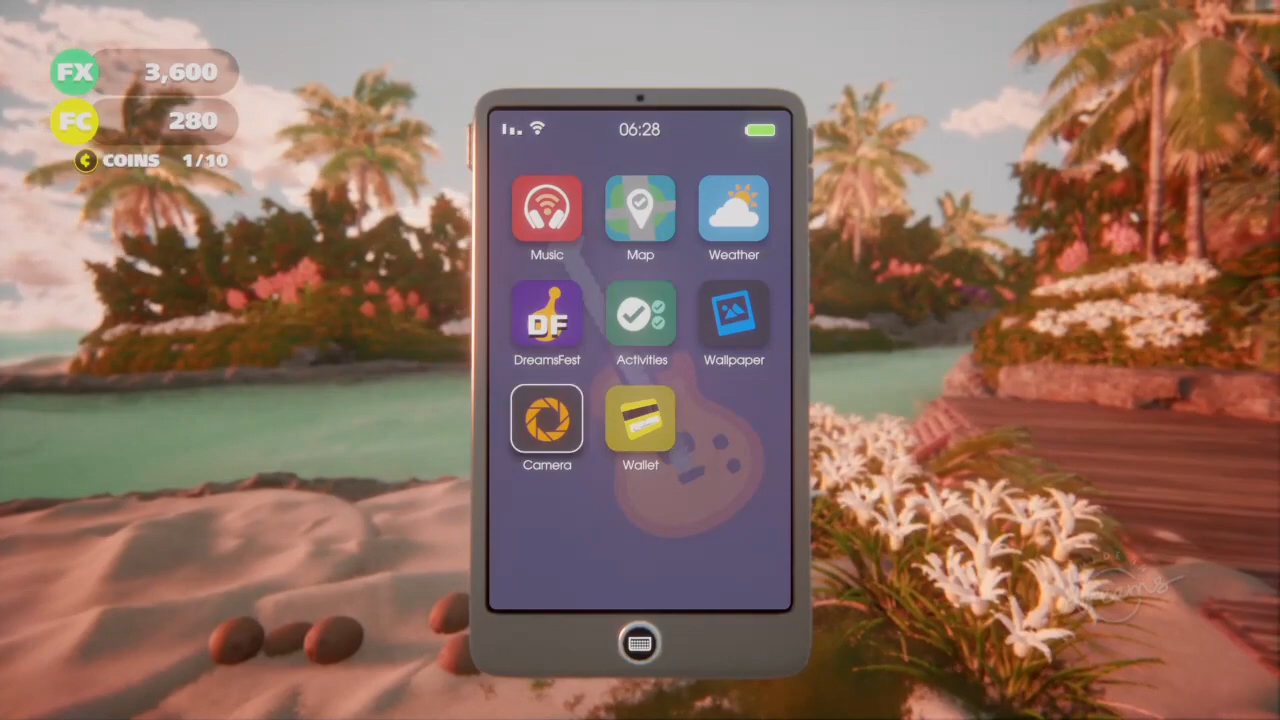 FX 3,600
FC 280
¢ COINS 1/10
06:28
Music Map Weather
DF
DreamsFest Activities Wallpaper
Camera Wallet